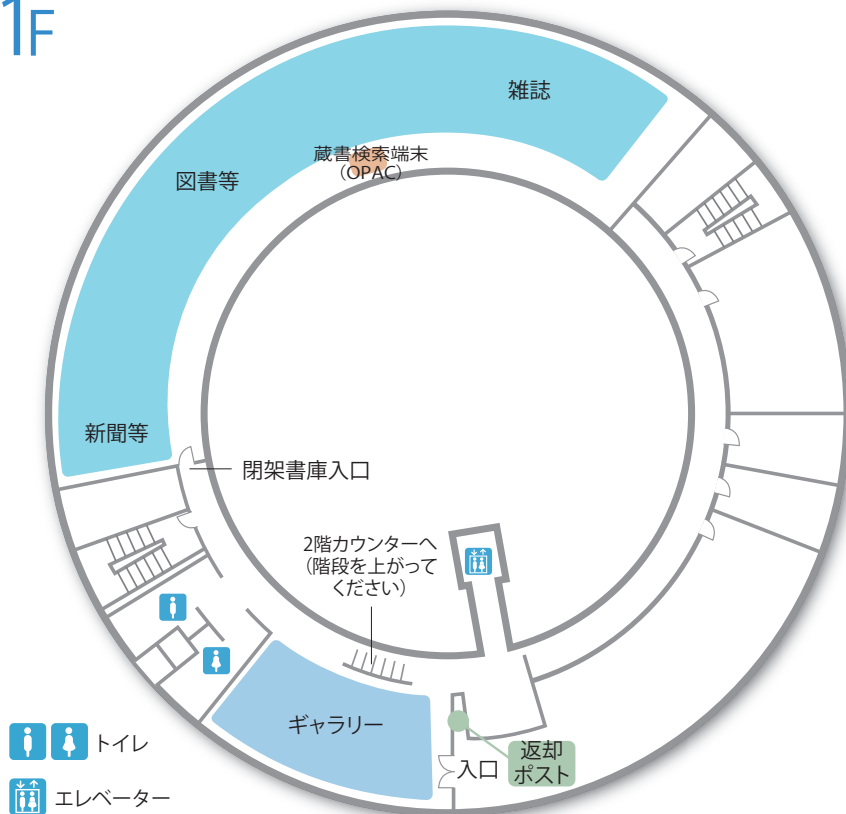 1F
雑誌
蔵書検索端末
（OPAC）
図書等
新聞等
閉架書庫入口
2階カウンターへ
（階段を上がって
ください）
ギャラリー
入口
返却
ポスト
トイレ
エレベーター